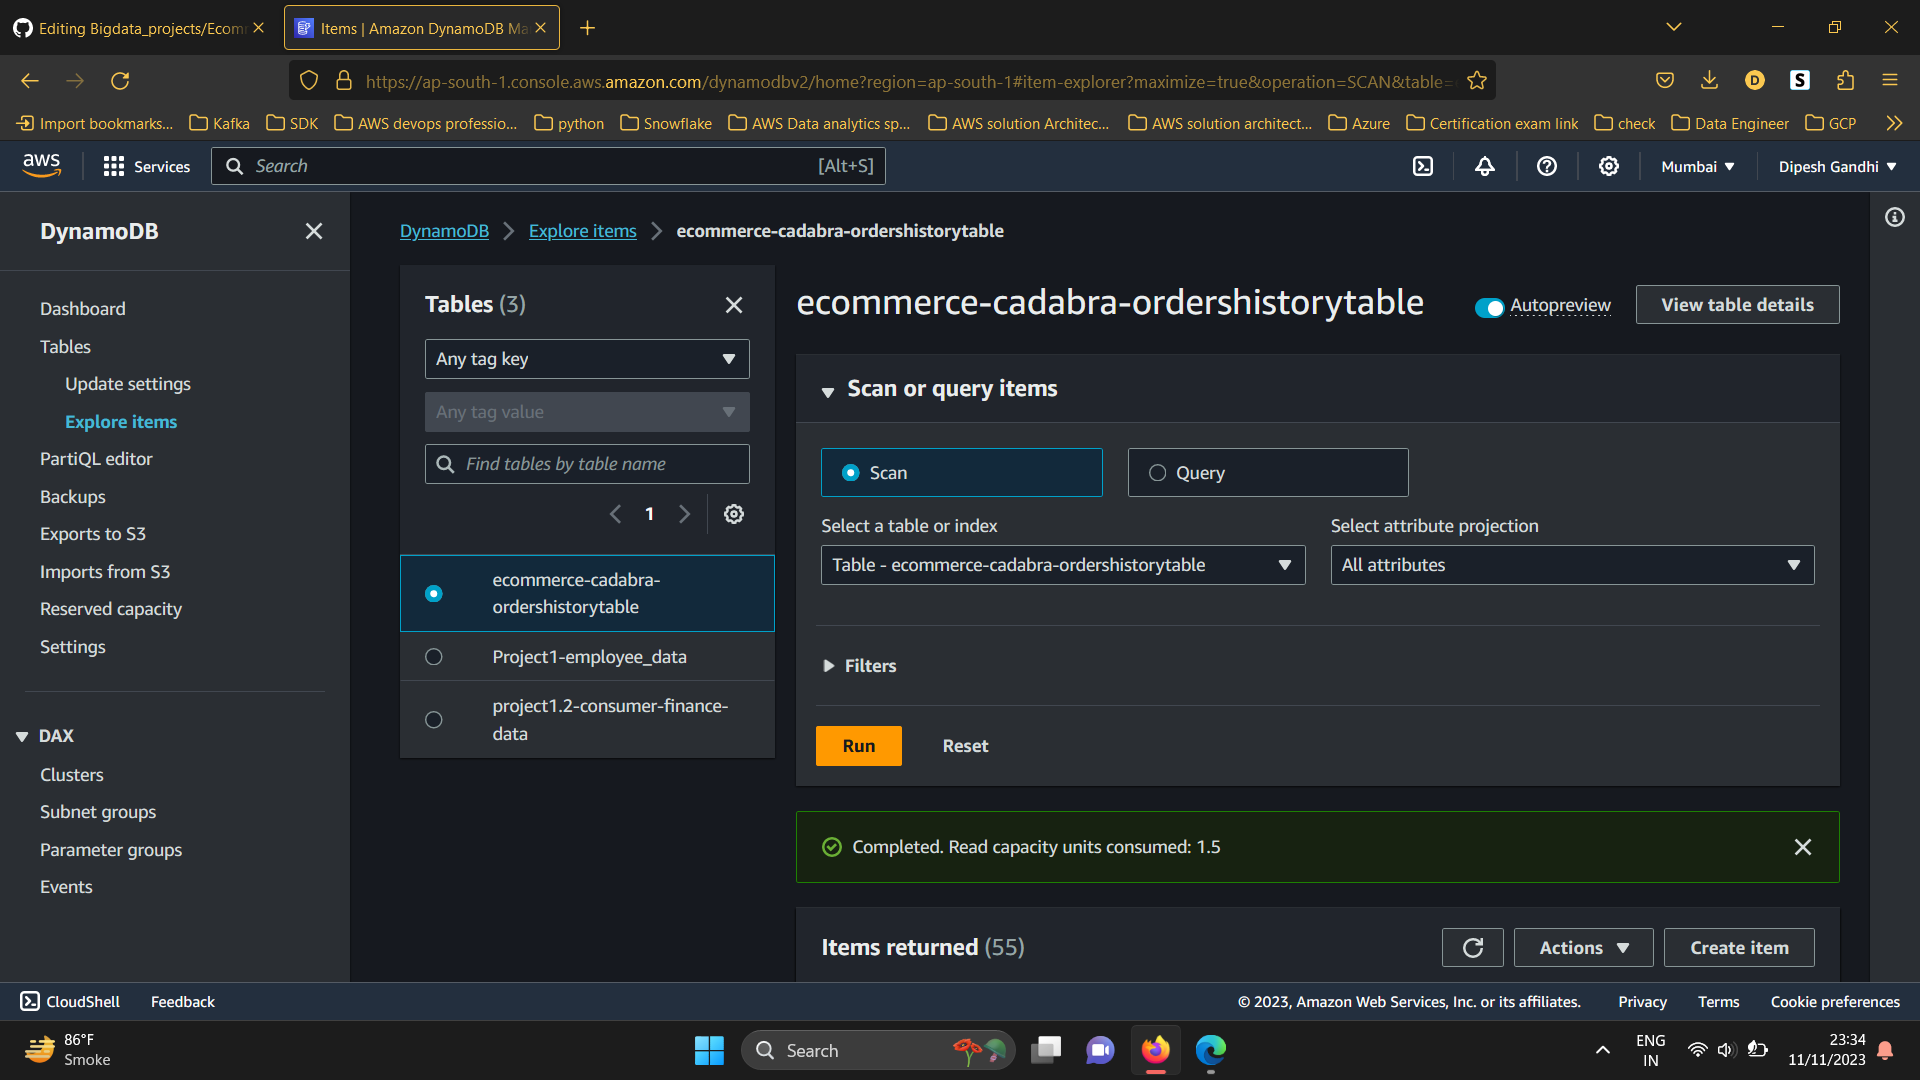 Editing Bigdata_projects/Ecom
Items | Amazon DynamoDB Ma
https://ap-south-1.console.aws.amazon.com/dynamodbv2/home?region=ap-south-1#item-explorer?maximize=true&operation=SCAN&table=
D
S
Import bookmarks...
Kafka
SDK
AWS devops professio...
python
Snowflake
AWS Data analytics sp...
AWS solution Architec...
AWS solution architect...
Azure
Certification exam link
check
Data Engineer
GCP
aws
Services
Search
[Alt+S]
Mumbai
Dipesh Gandhi
DynamoDB
Dashboard
Tables
Update settings
Explore items
PartiQL editor
Backups
Exports to S3
Imports from S3
Reserved capacity
Settings
DAX
Clusters
Subnet groups
Parameter groups
Events
DynamoDB
Explore items
ecommerce-cadabra-ordershistorytable
Tables (3)
Any tag key
Any tag value
Find tables by table name
1
ecommerce-cadabra-
ordershistorytable
Project1-employee_data
project1.2-consumer-finance-
data
ecommerce-cadabra-ordershistorytable
Autopreview
View table details
Scan or query items
Scan
Query
Select a table or index
Table - ecommerce-cadabra-ordershistorytable
Select attribute projection
All attributes
Filters
Run
Reset
Completed. Read capacity units consumed: 1.5
Items returned (55)
Actions
Create item
CloudShell
Feedback
© 2023, Amazon Web Services, Inc. or its affiliates.
Privacy
Terms
Cookie preferences
86°F
Smoke
Search
ENG
IN
23:34
11/11/2023